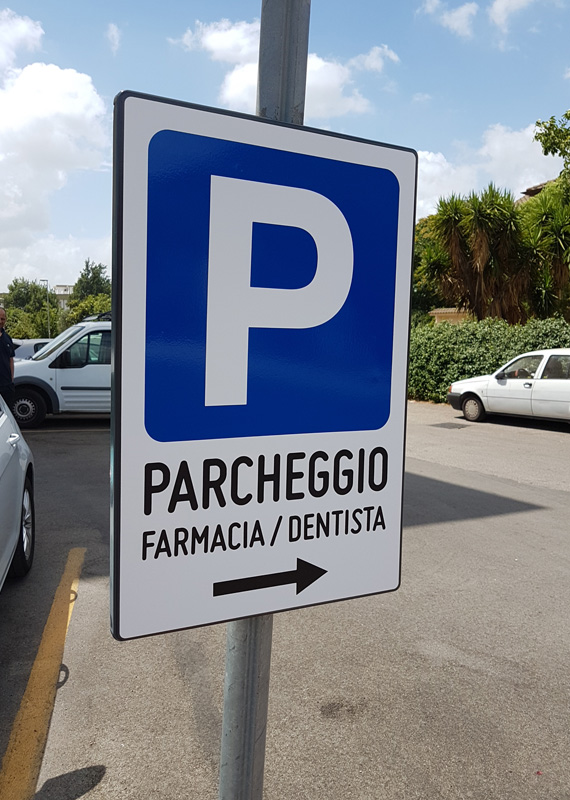 P
PARCHEGGIO
FARMACIA / DENTISTA